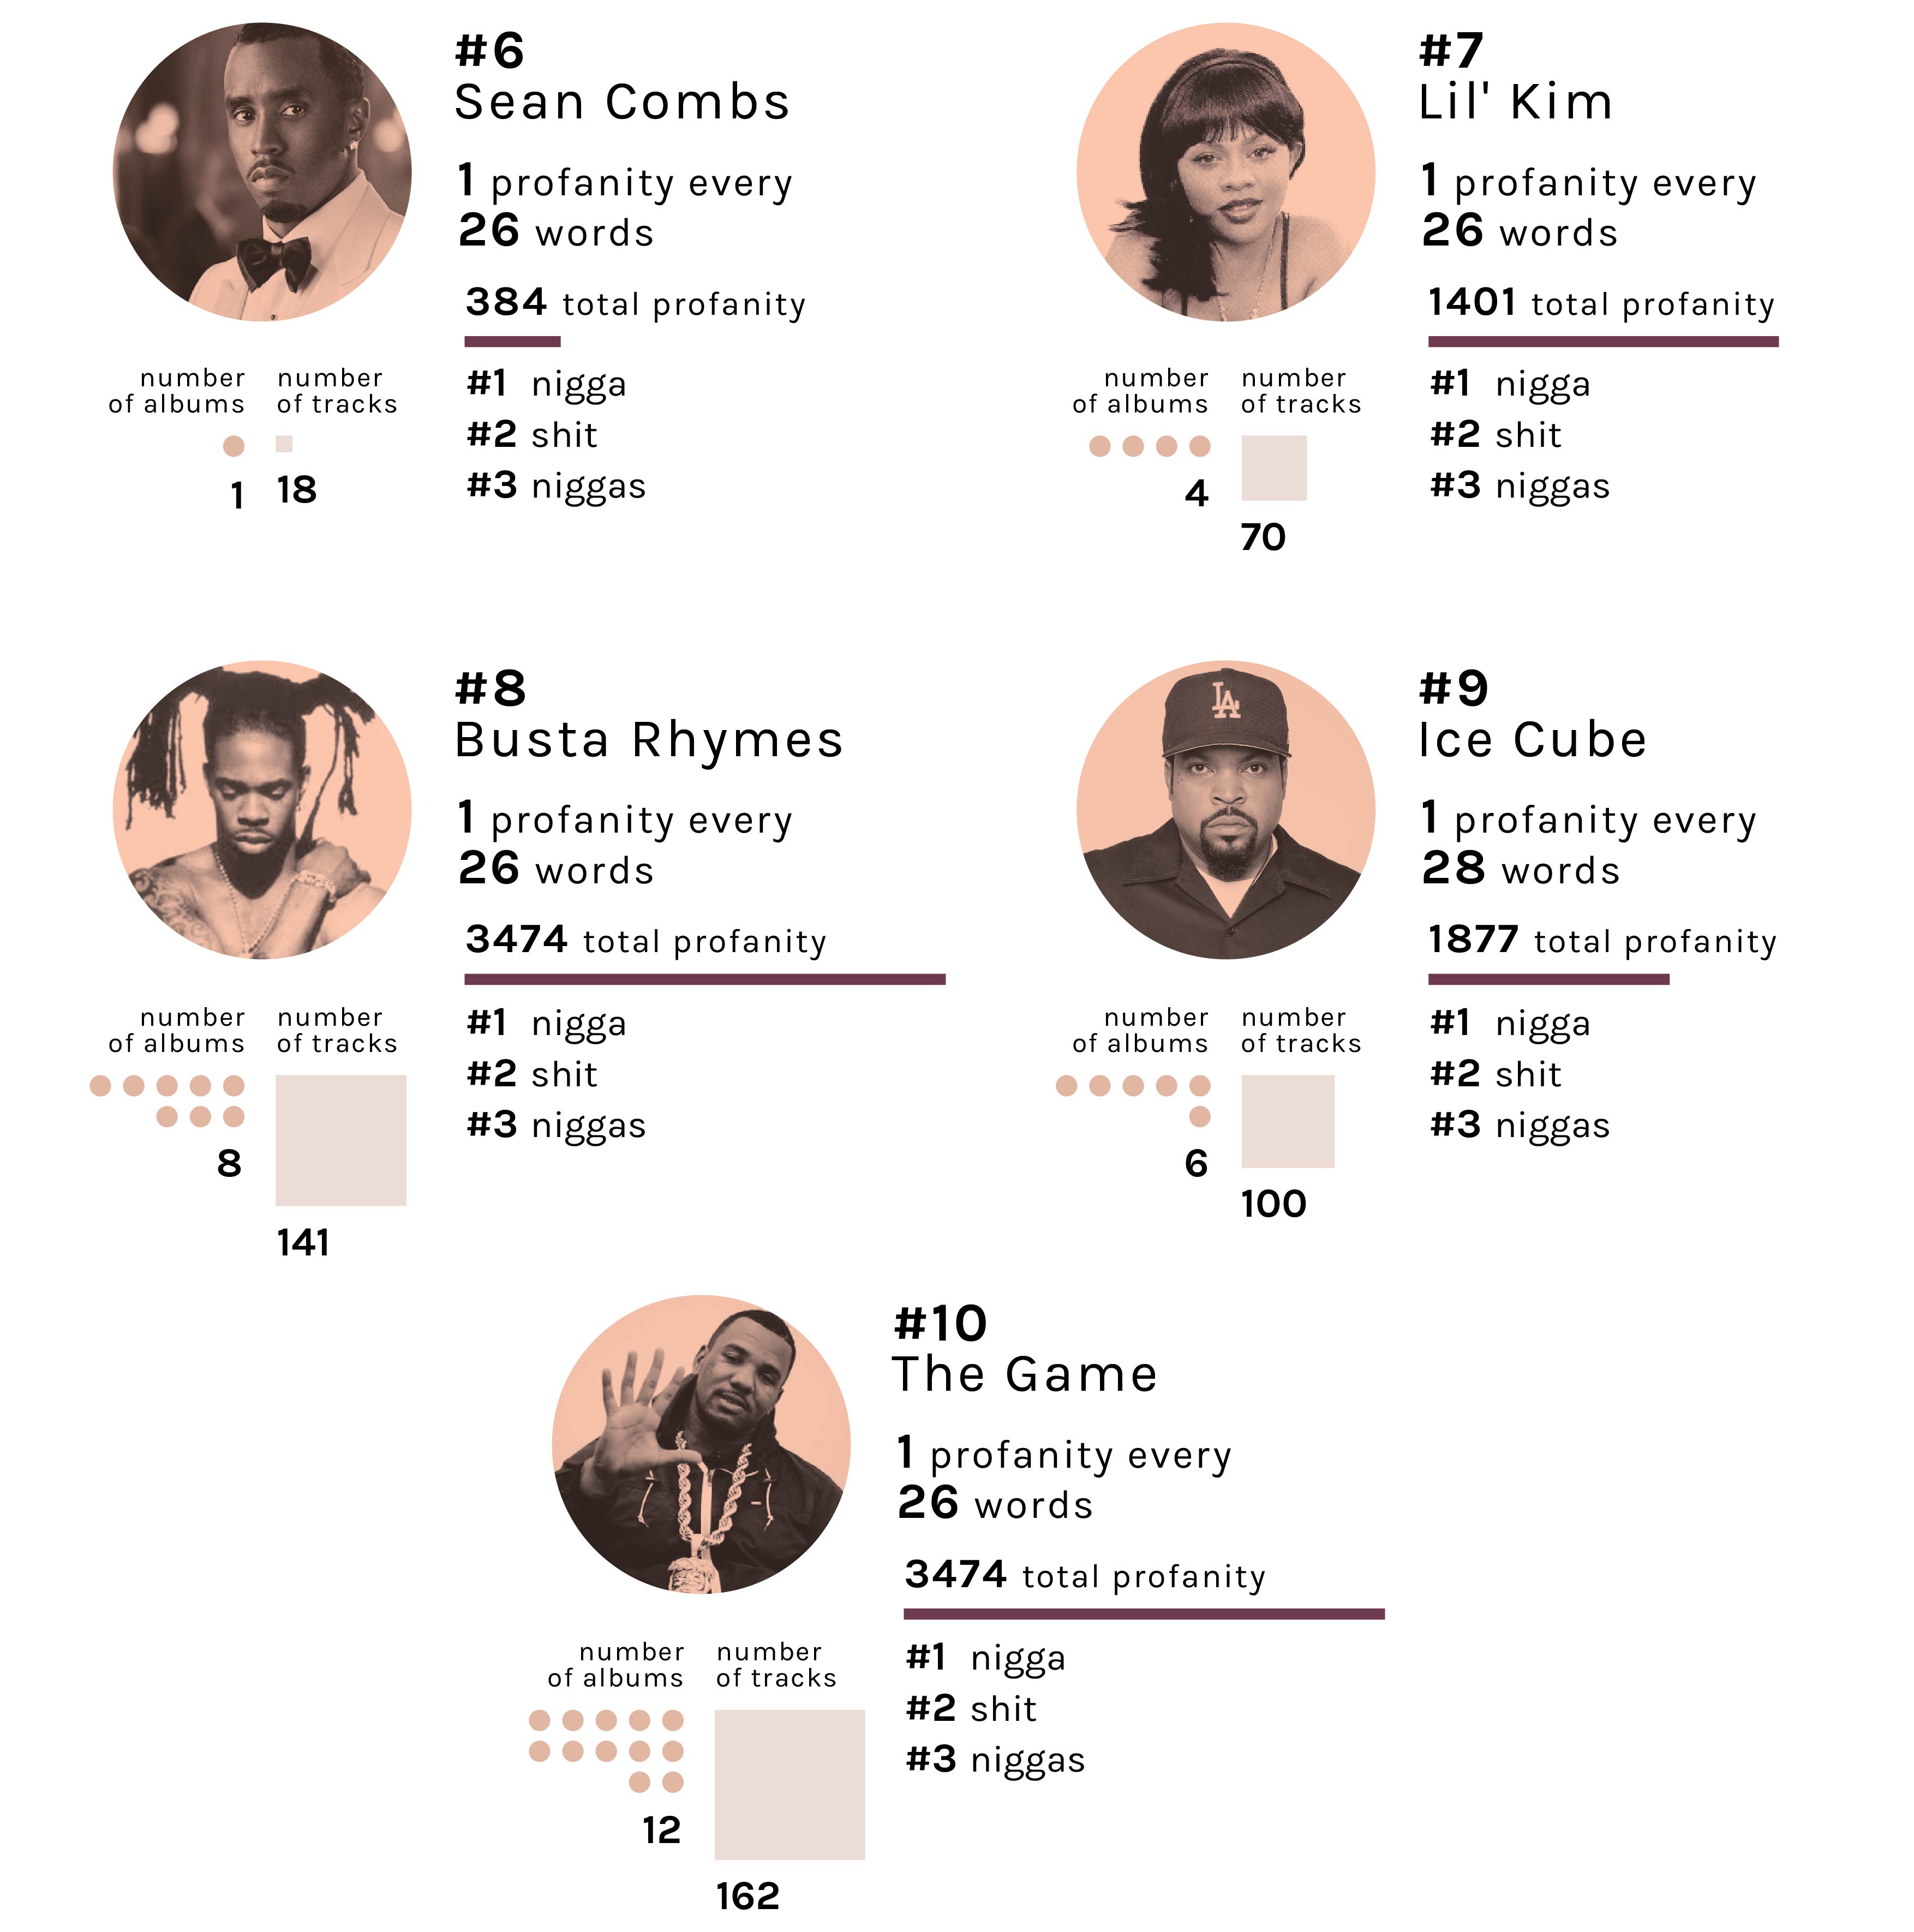 #6
Sean Combs
1 profanity every
26 words
384 total profanity
number
of albums
number
of tracks
1
18
#1 nigga
#2 shit
#3 niggas
#7
Lil' Kim
1 profanity every
26 words
1401 total profanity
number
of albums
number
of tracks
4
70
#1 nigga
#2 shit
#3 niggas
#8
Busta Rhymes
1 profanity every
26 words
3474 total profanity
number
of albums
number
of tracks
8
141
#1 nigga
#2 shit
#3 niggas
LA
#9
Ice Cube
1 profanity every
28 words
1877 total profanity
number
of albums
number
of tracks
6
100
#1 nigga
#2 shit
#3 niggas
#10
The Game
1 profanity every
26 words
3474 total profanity
number
of albums
number
of tracks
12
162
#1 nigga
#2 shit
#3 niggas